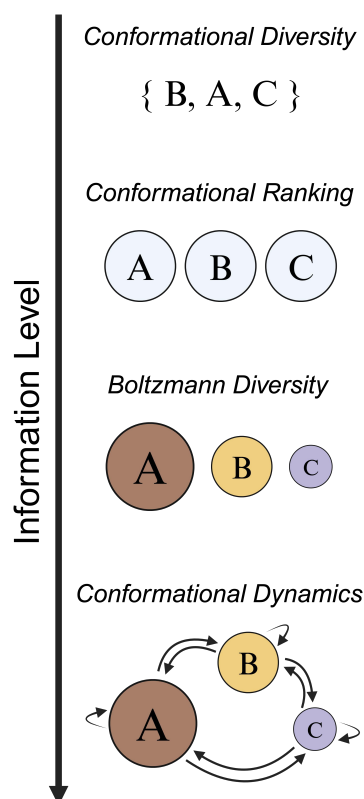 Conformational Diversity
{ B, A, C }
Conformational Ranking
A B C
Boltzmann Diversity
A B C
Conformational Dynamics
B
A
C
Information Level